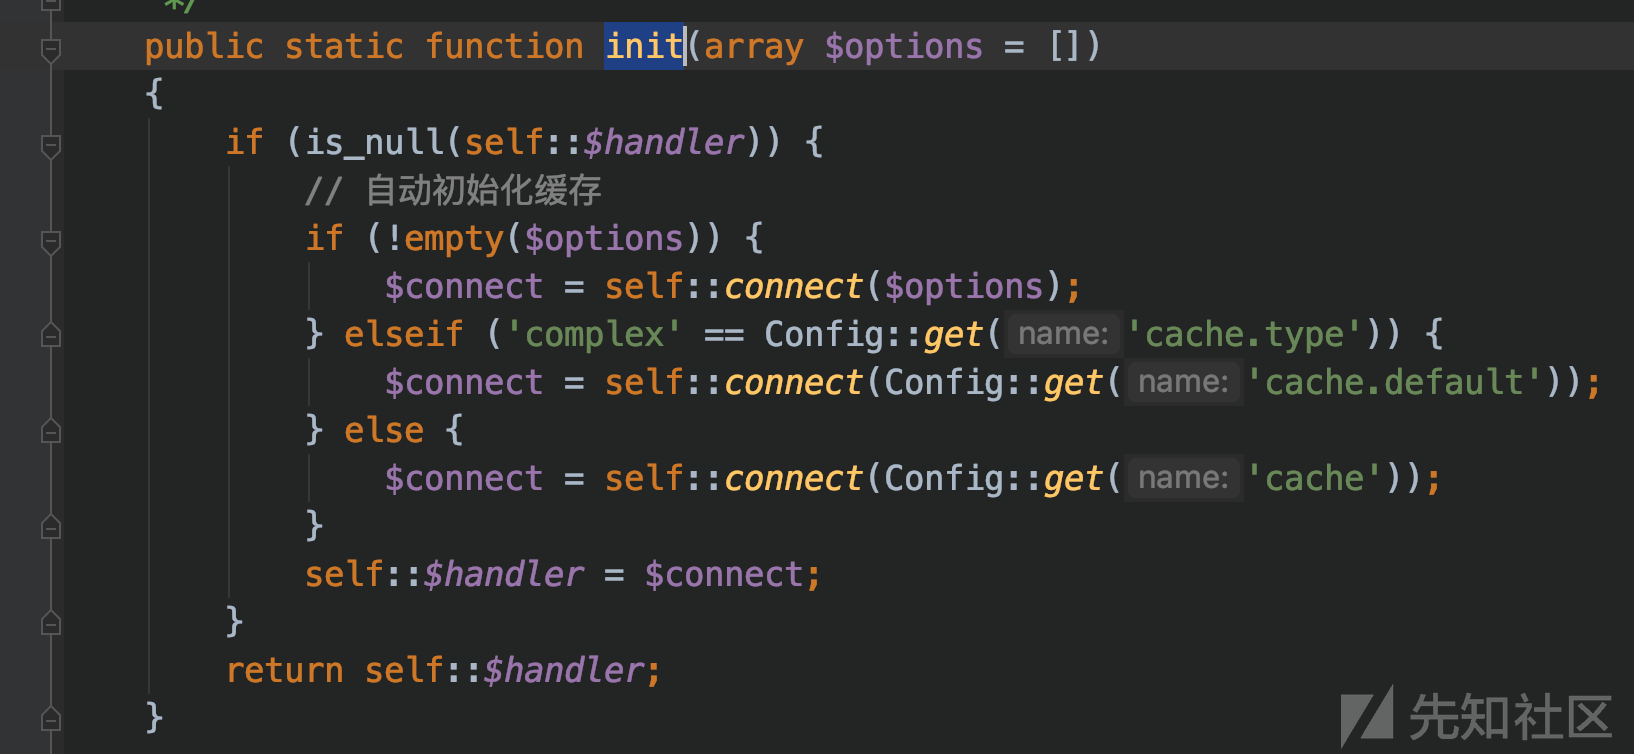 */
public static function init(array $options = [])
{
if (is_null(self::$handler)) {
// 自动初始化缓存
if (!empty($options)) {
$connect = self::connect($options);
} elseif ('complex' == Config::get( name: 'cache.type')) {
$connect = self::connect(Config::get( name: 'cache.default'));
} else {
$connect = self::connect(Config::get( name: 'cache'));
}
self::$handler = $connect;
}
return self::$handler;
}
先知社区